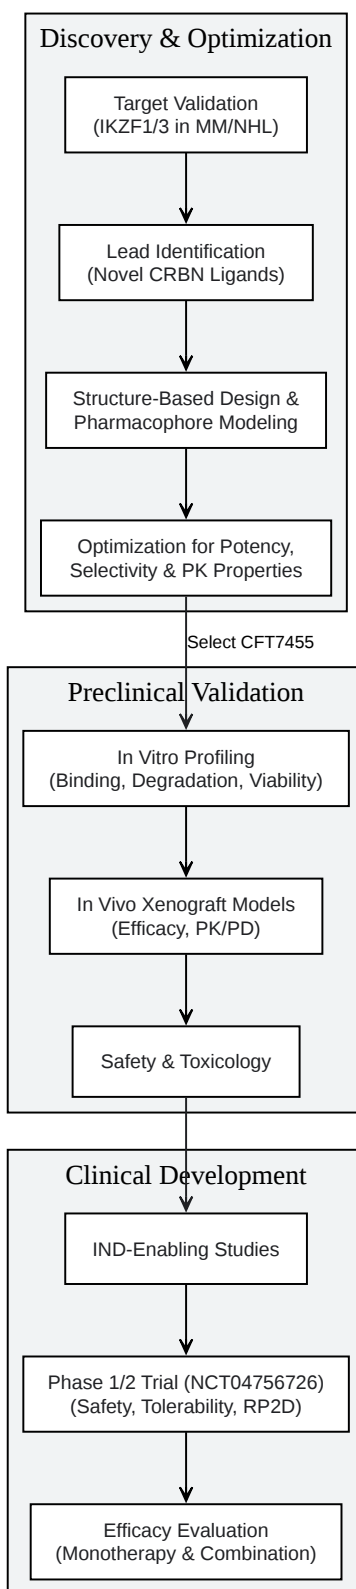 Discovery & Optimization
Target Validation
(IKZF1/3 in MM/NHL)
Lead Identification
(Novel CRBN Ligands)
Structure-Based Design &
Pharmacophore Modeling
Optimization for Potency,
Selectivity & PK Properties
Select CFT7455
Preclinical Validation
In Vitro Profiling
(Binding, Degradation, Viability)
In Vivo Xenograft Models
(Efficacy, PK/PD)
Safety & Toxicology
Clinical Development
IND-Enabling Studies
Phase 1/2 Trial (NCT04756726)
(Safety, Tolerability, RP2D)
Efficacy Evaluation
(Monotherapy & Combination)